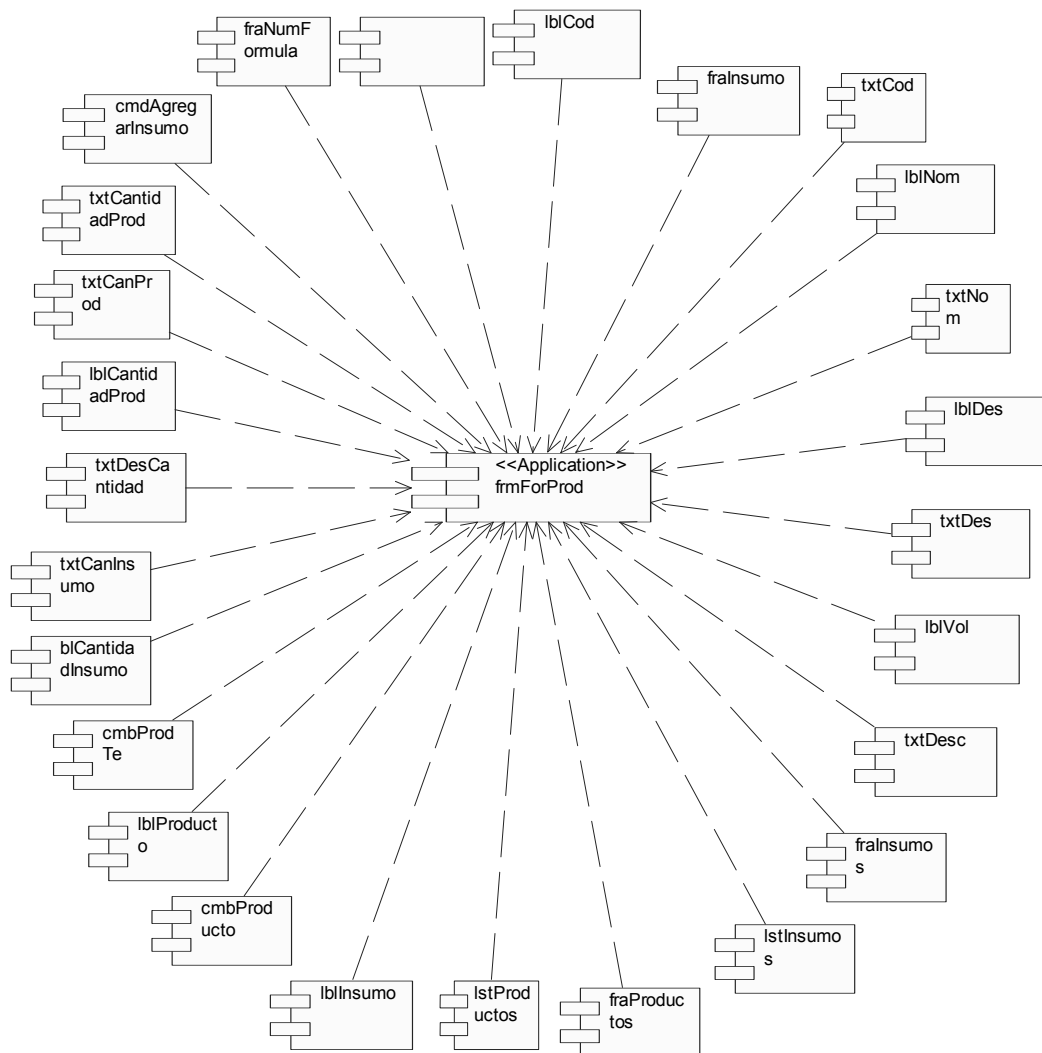 lblCod
fraNumF
ormula
fraInsumo
txtCod
cmdAgreg
arInsumo
lblNom
txtCantid
adProd
txtCanPr
od
txtNo
m
lblCantid
adProd
lblDes
<<Application>>
frmForProd
txtDesCa
ntidad
txtDes
txtCanIns
umo
lblVol
blCantida
dInsumo
cmbProd
Te
txtDesc
lblProduct
o
fraInsumo
s
cmbProd
ucto
lstInsumo
s
lblInsumo
lstProd
uctos
fraProduc
tos